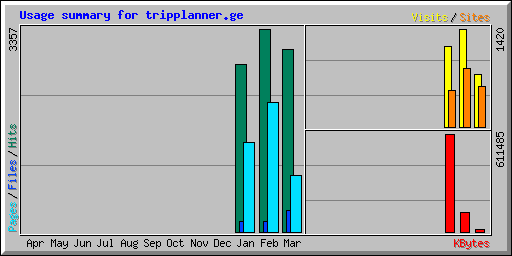 Usage summary for tripplanner.ge
Visits/Sites
3357
1420
611485
Pages/Files/Hits
Apr May Jun Jul Aug Sep Oct Nov Dec Jan Feb Mar
KBytes